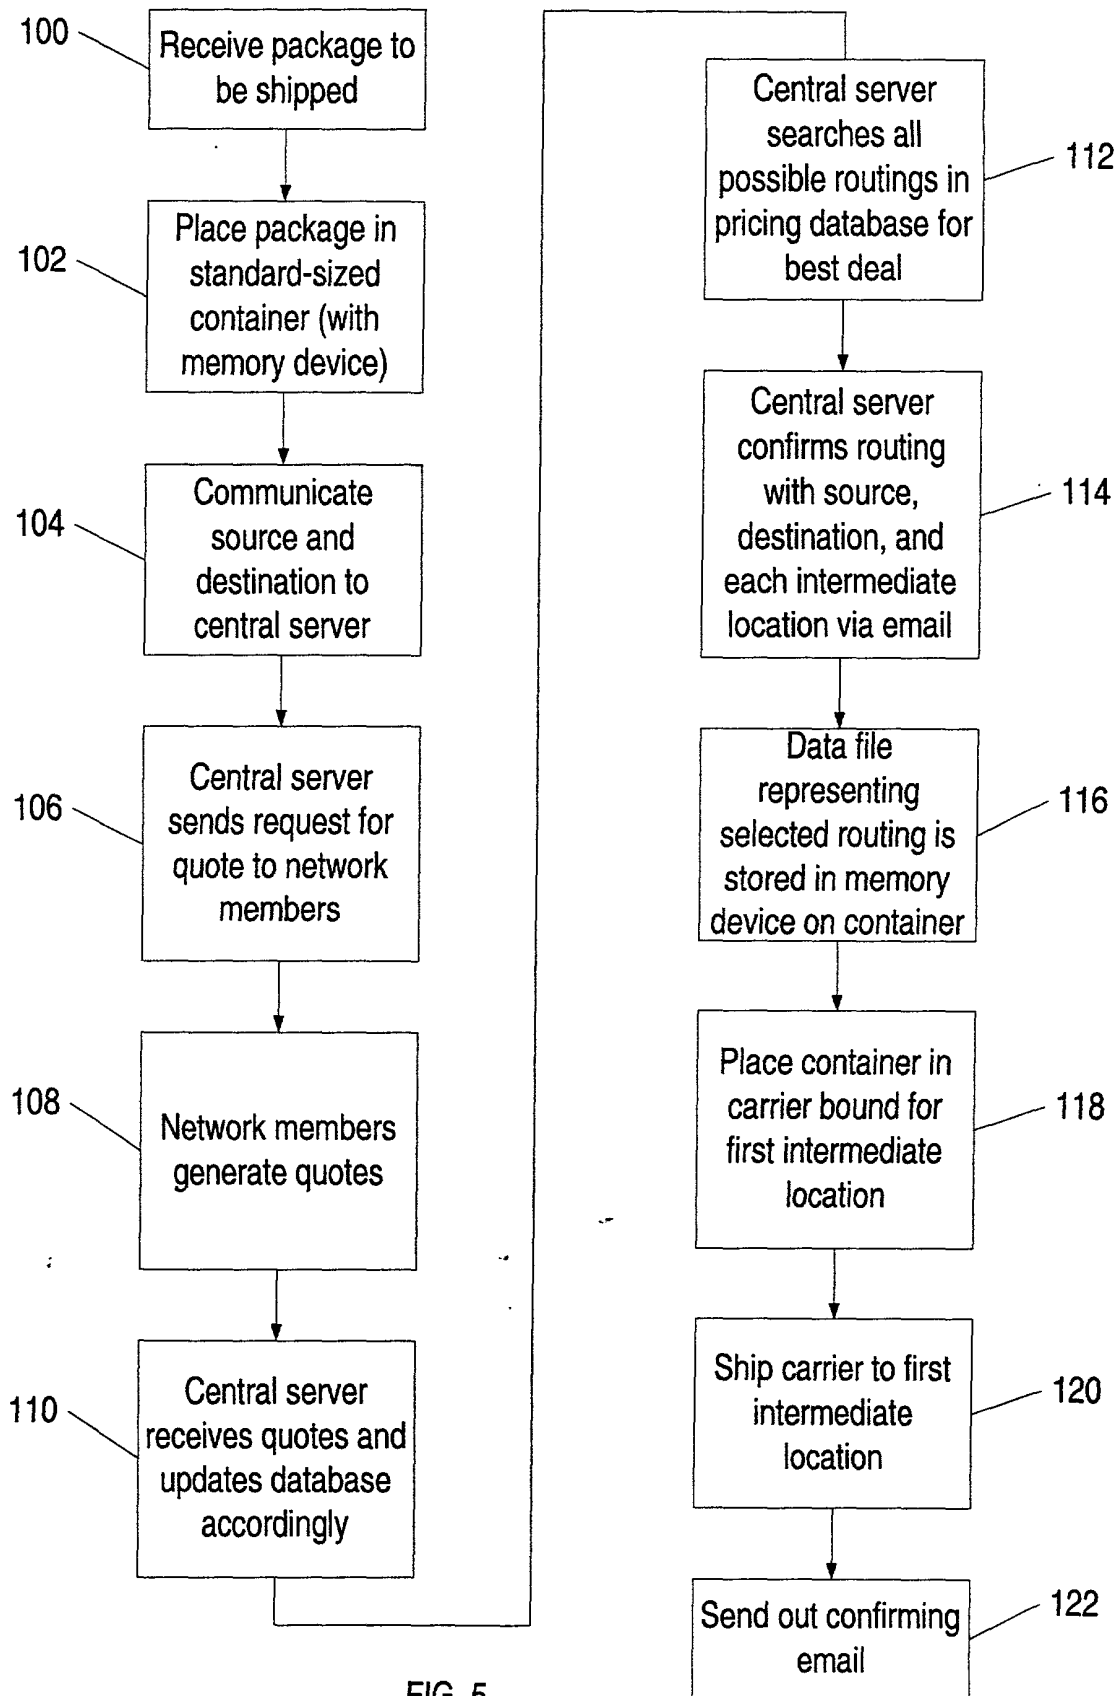 100
Receive package to
be shipped
102
Place package in
standard-sized
container (with
memory device)
104
Communicate
source and
destination to
central server
106
Central server
sends request for
quote to network
members
108
Network members
generate quotes
110
Central server
receives quotes and
updates database
accordingly
Central server
searches all
possible routings in
pricing database for
best deal
112
Central server
confirms routing
with source,
destination, and
each intermediate
location via email
114
Data file
representing
selected routing is
stored in memory
device on container
116
Place container in
carrier bound for
first intermediate
location
118
Ship carrier to first
intermediate
location
120
Send out confirming
email
122
FIG. 5